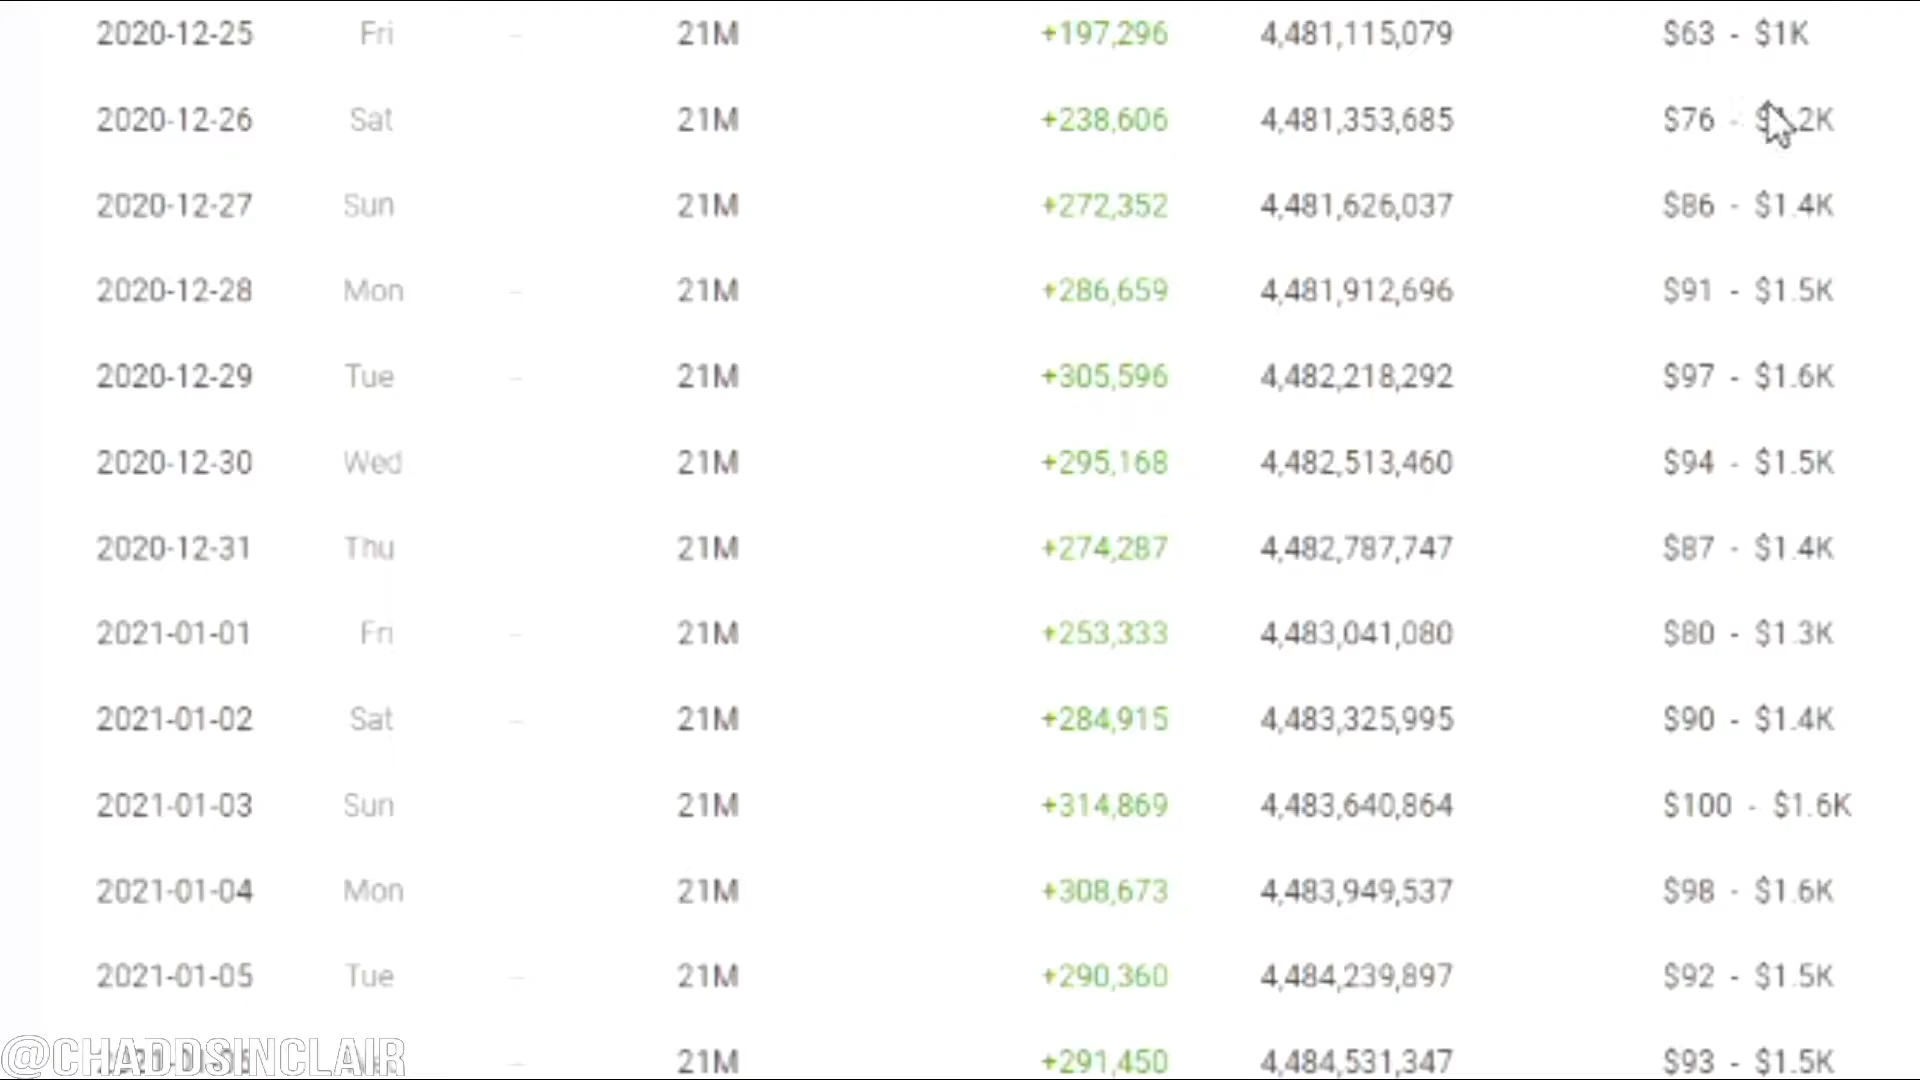 2020-12-25 Fri – 21M +197,296 4,481,115,079 $63 - $1K
2020-12-26 Sat 21M +238,606 4,481,353,685 $76 - $1.2K
2020-12-27 Sun 21M +272,352 4,481,626,037 $86 - $1.4K
2020-12-28 Mon – 21M +286,659 4,481,912,696 $91 - $1.5K
2020-12-29 Tue – 21M +305,596 4,482,218,292 $97 - $1.6K
2020-12-30 Wed 21M +295,168 4,482,513,460 $94 - $1.5K
2020-12-31 Thu 21M +274,287 4,482,787,747 $87 - $1.4K
2021-01-01 Fri – 21M +253,333 4,483,041,080 $80 - $1.3K
2021-01-02 Sat – 21M +284,915 4,483,325,995 $90 - $1.4K
2021-01-03 Sun 21M +314,869 4,483,640,864 $100 - $1.6K
2021-01-04 Mon 21M +308,673 4,483,949,537 $98 - $1.6K
2021-01-05 Tue – 21M +290,360 4,484,239,897 $92 - $1.5K
– 21M +291,450 4,484,531,347 $93 - $1.5K
@CHADDSINCLAIR